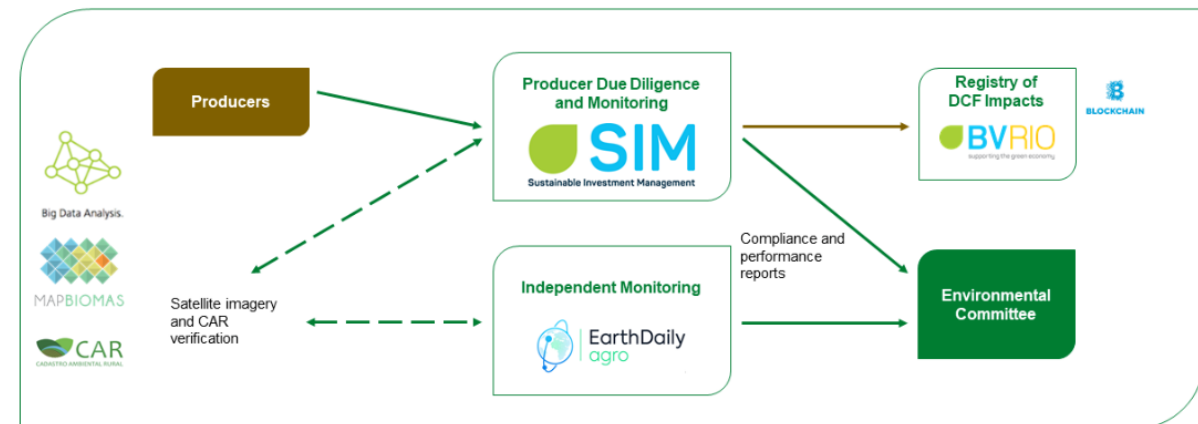 Producers
Producer Due Diligence
and Monitoring
SIM
Sustainable Investment Management
Registry of
DCF Impacts
BVRIO
supporting the green economy
BLOCKCHAIN
Big Data Analysis.
MAPBIOMAS
CAR
CADASTRO AMBIENTAL RURAL
Satellite imagery
and CAR
verification
Independent Monitoring
EarthDaily
agro
Compliance and
performance
reports
Environmental
Committee